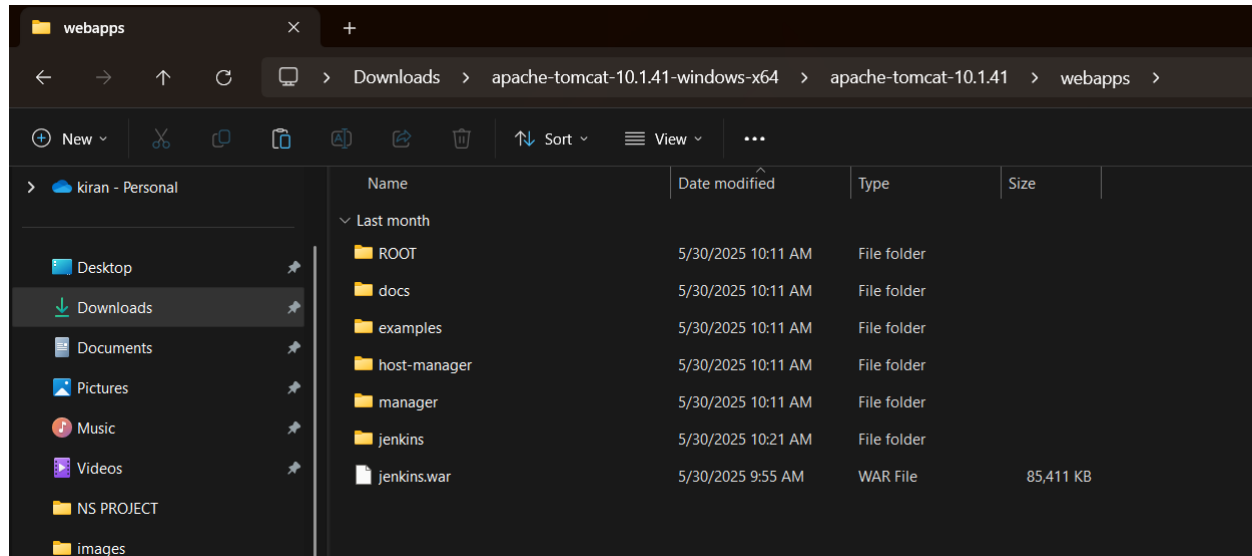 webapps
Downloads > apache-tomcat-10.1.41-windows-x64 > apache-tomcat-10.1.41 > webapps >
New Sort View
kiran - Personal
Desktop
Downloads
Documents
Pictures
Music
Videos
NS PROJECT
images
Name Date modified Type Size
Last month
ROOT 5/30/2025 10:11 AM File folder
docs 5/30/2025 10:11 AM File folder
examples 5/30/2025 10:11 AM File folder
host-manager 5/30/2025 10:11 AM File folder
manager 5/30/2025 10:11 AM File folder
jenkins 5/30/2025 10:21 AM File folder
jenkins.war 5/30/2025 9:55 AM WAR File 85,411 KB